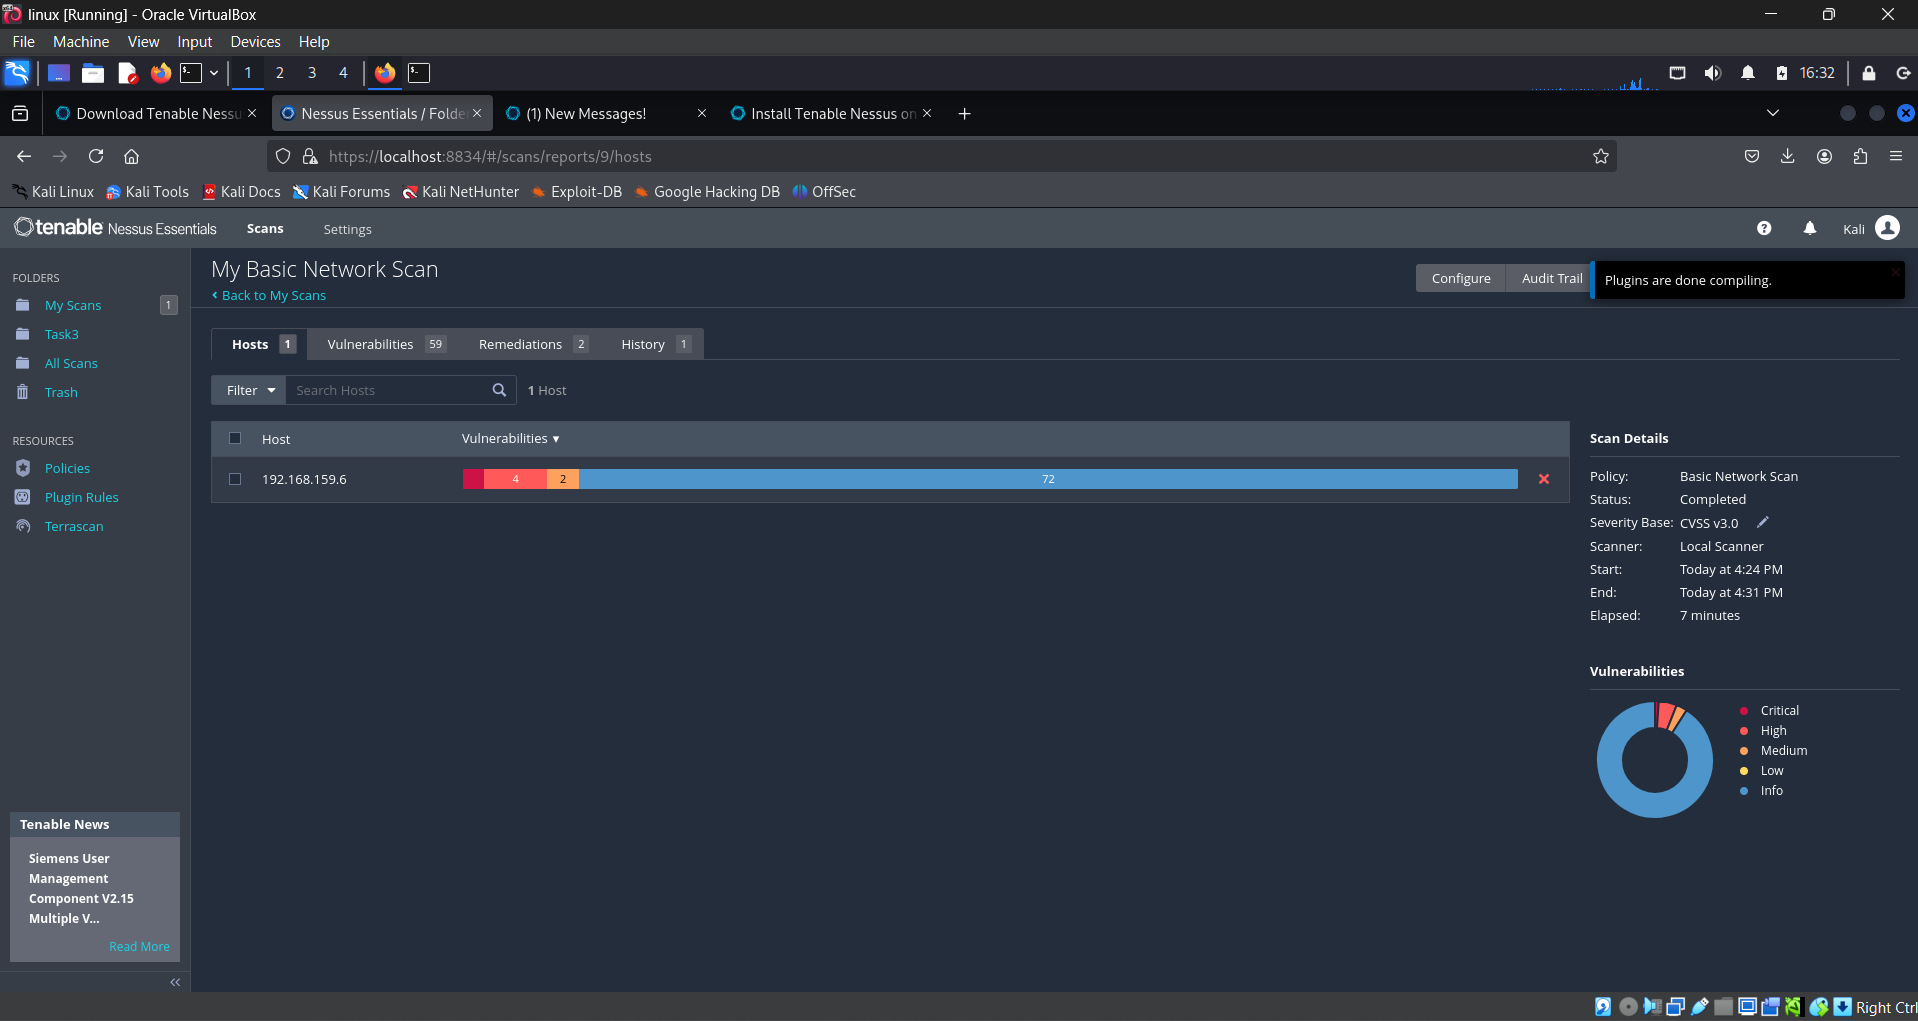 linux [Running] - Oracle VirtualBox
File Machine View Input Devices Help
1 2 3 4 16:32
Download Tenable Nessu Nessus Essentials / Folde (1) New Messages! Install Tenable Nessus on
https://localhost:8834/#/scans/reports/9/hosts
Kali Linux Kali Tools Kali Docs Kali Forums Kali NetHunter Exploit-DB Google Hacking DB OffSec
tenable Nessus Essentials Scans Settings Kali
FOLDERS
My Scans 1
Task3
All Scans
Trash
RESOURCES
Policies
Plugin Rules
Terrascan
Tenable News
Siemens User
Management
Component V2.15
Multiple V...
Read More
My Basic Network Scan
Back to My Scans
Configure Audit Trail
Plugins are done compiling.
Hosts 1 Vulnerabilities 59 Remediations 2 History 1
Filter Search Hosts 1 Host
Host Vulnerabilities
192.168.159.6 4 2 72
Scan Details
Policy: Basic Network Scan
Status: Completed
Severity Base: CVSS v3.0
Scanner: Local Scanner
Start: Today at 4:24 PM
End: Today at 4:31 PM
Elapsed: 7 minutes
Vulnerabilities
Critical
High
Medium
Low
Info
Right Ctrl